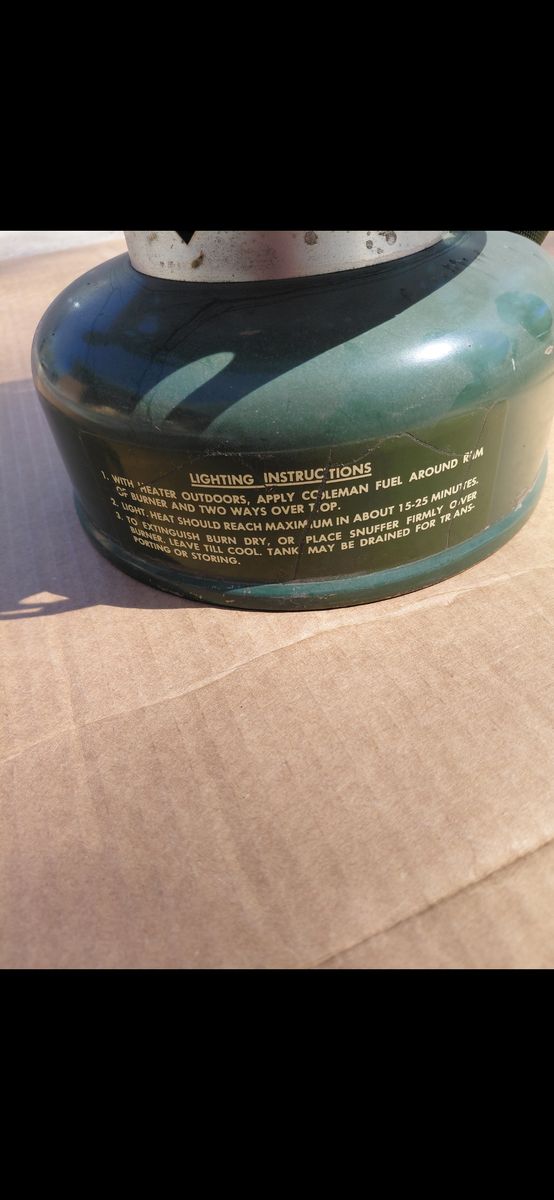 LIGHTING INSTRUCTIONS
1. WITH HEATER OUTDOORS, APPLY COLEMAN FUEL AROUND RIM
OF BURNER AND TWO WAYS OVER TOP.
2. LIGHT. HEAT SHOULD REACH MAXIMUM IN ABOUT 15-25 MINUTES.
3. TO EXTINGUISH BURN DRY, OR PLACE SNUFFER FIRMLY OVER
BURNER. LEAVE TILL COOL. TANK MAY BE DRAINED FOR TRANS-
PORTING OR STORING.